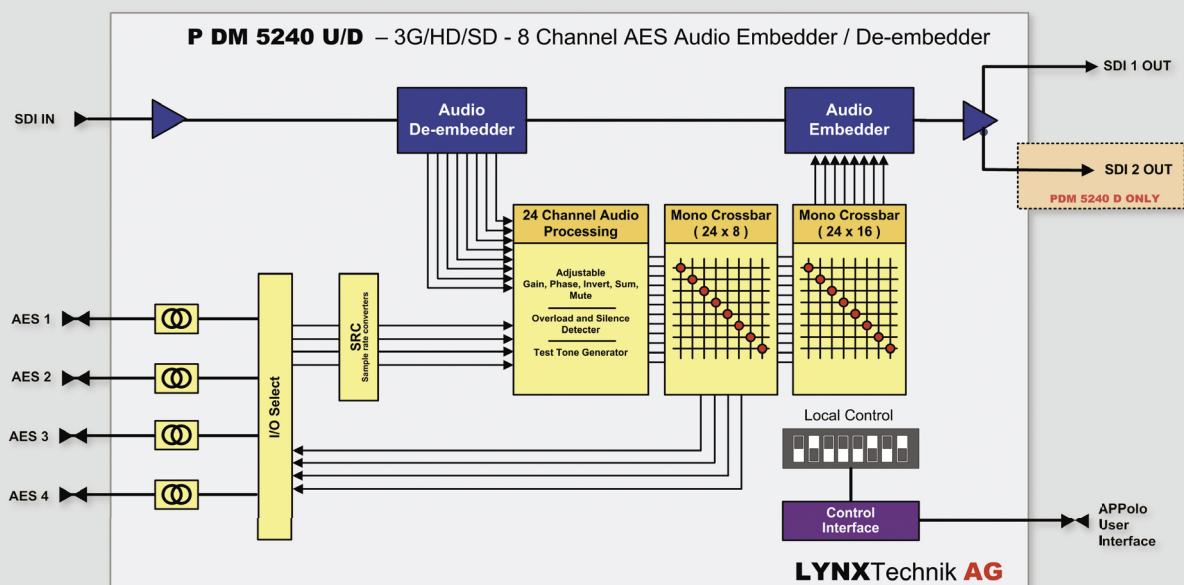 P DM 5240 U/D – 3G/HD/SD - 8 Channel AES Audio Embedder / De-embedder
SDI IN
Audio
De-embedder
Audio
Embedder
SDI 1 OUT
SDI 2 OUT
PDM 5240 D ONLY
24 Channel Audio
Processing
Adjustable
Gain, Phase, Invert, Sum,
Mute
Overload and Silence
Detecter
Test Tone Generator
Mono Crossbar
( 24 x 8 )
Mono Crossbar
( 24 x 16 )
AES 1
AES 2
AES 3
AES 4
I/O Select
SRC
Sample rate converters
Local Control
Control
Interface
APPolo
User
Interface
LYNXTechnik AG